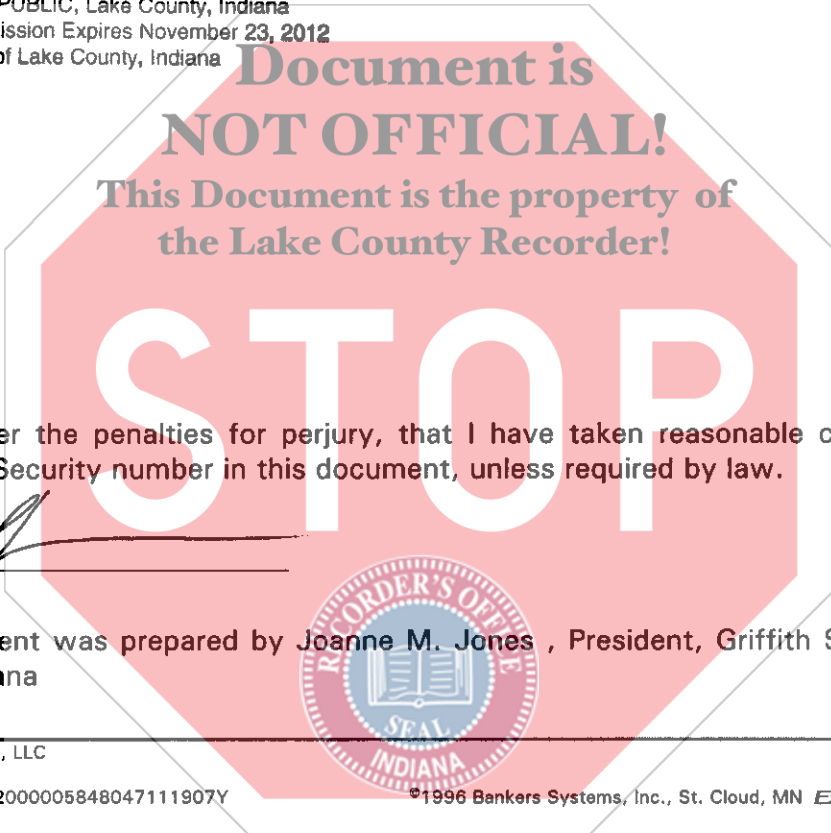 PUBLIC, Lake County, Indiana
ission Expires November 23, 2012
of Lake County, Indiana
Document is
NOT OFFICIAL!
This Document is the property of
the Lake County Recorder!
STOP
er the penalties for perjury, that I have taken reasonable c
Security number in this document, unless required by law.
RECORDER'S OFFICE
ent was prepared by Joanne M. Jones , President, Griffith S
ana
SEAL
INDIANA
, LLC
2000005848047111907Y
©1996 Bankers Systems, Inc., St. Cloud, MN E